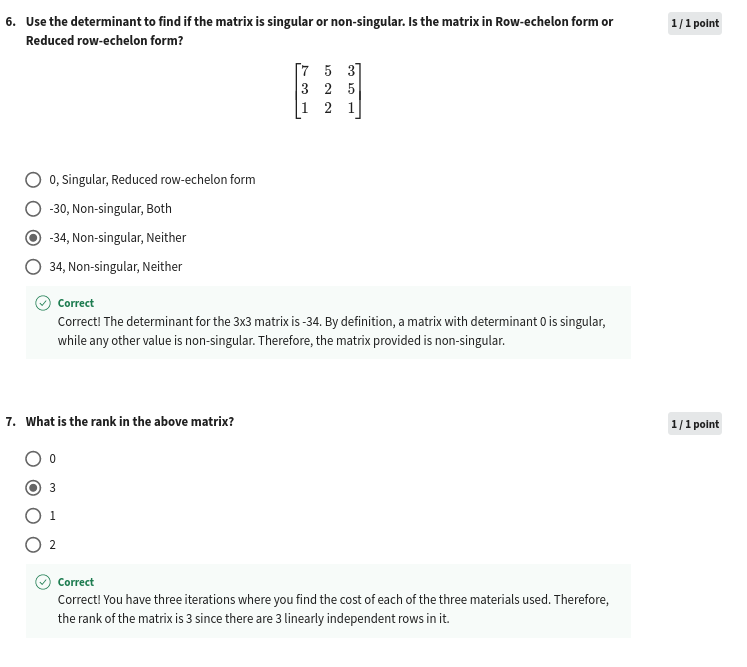 6. Use the determinant to find if the matrix is singular or non-singular. Is the matrix in Row-echelon form or
1 / 1 point
Reduced row-echelon form?
7 5 3
3 2 5
1 2 1
0, Singular, Reduced row-echelon form
-30, Non-singular, Both
-34, Non-singular, Neither
34, Non-singular, Neither
Correct
Correct! The determinant for the 3x3 matrix is -34. By definition, a matrix with determinant 0 is singular,
while any other value is non-singular. Therefore, the matrix provided is non-singular.
7. What is the rank in the above matrix?
1 / 1 point
0
3
1
2
Correct
Correct! You have three iterations where you find the cost of each of the three materials used. Therefore,
the rank of the matrix is 3 since there are 3 linearly independent rows in it.